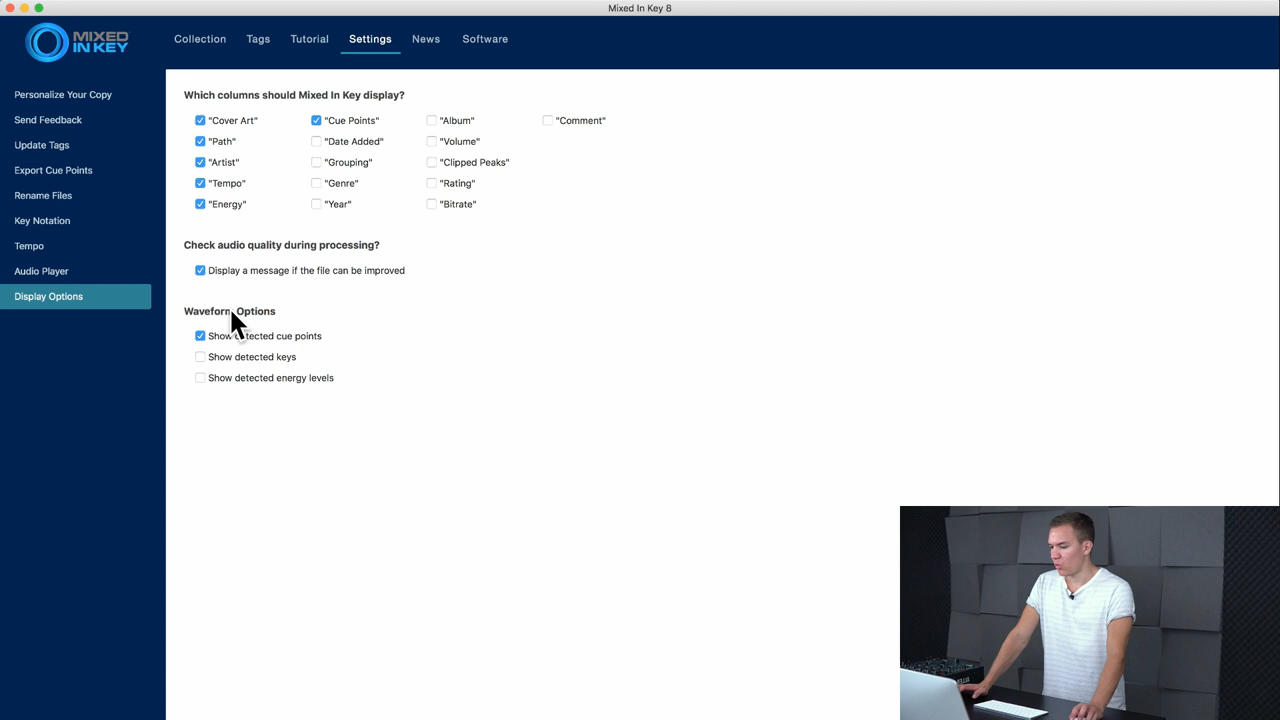 Mixed In Key 8
MIXED
IN KEY
Collection
Tags
Tutorial
Settings
News
Software
Personalize Your Copy
Send Feedback
Update Tags
Export Cue Points
Rename Files
Key Notation
Tempo
Audio Player
Display Options
Which columns should Mixed In Key display?
"Cover Art" "Cue Points" "Album" "Comment"
"Path" "Date Added" "Volume"
"Artist" "Grouping" "Clipped Peaks"
"Tempo" "Genre" "Rating"
"Energy" "Year" "Bitrate"
Check audio quality during processing?
Display a message if the file can be improved
Waveform Options
Show detected cue points
Show detected keys
Show detected energy levels